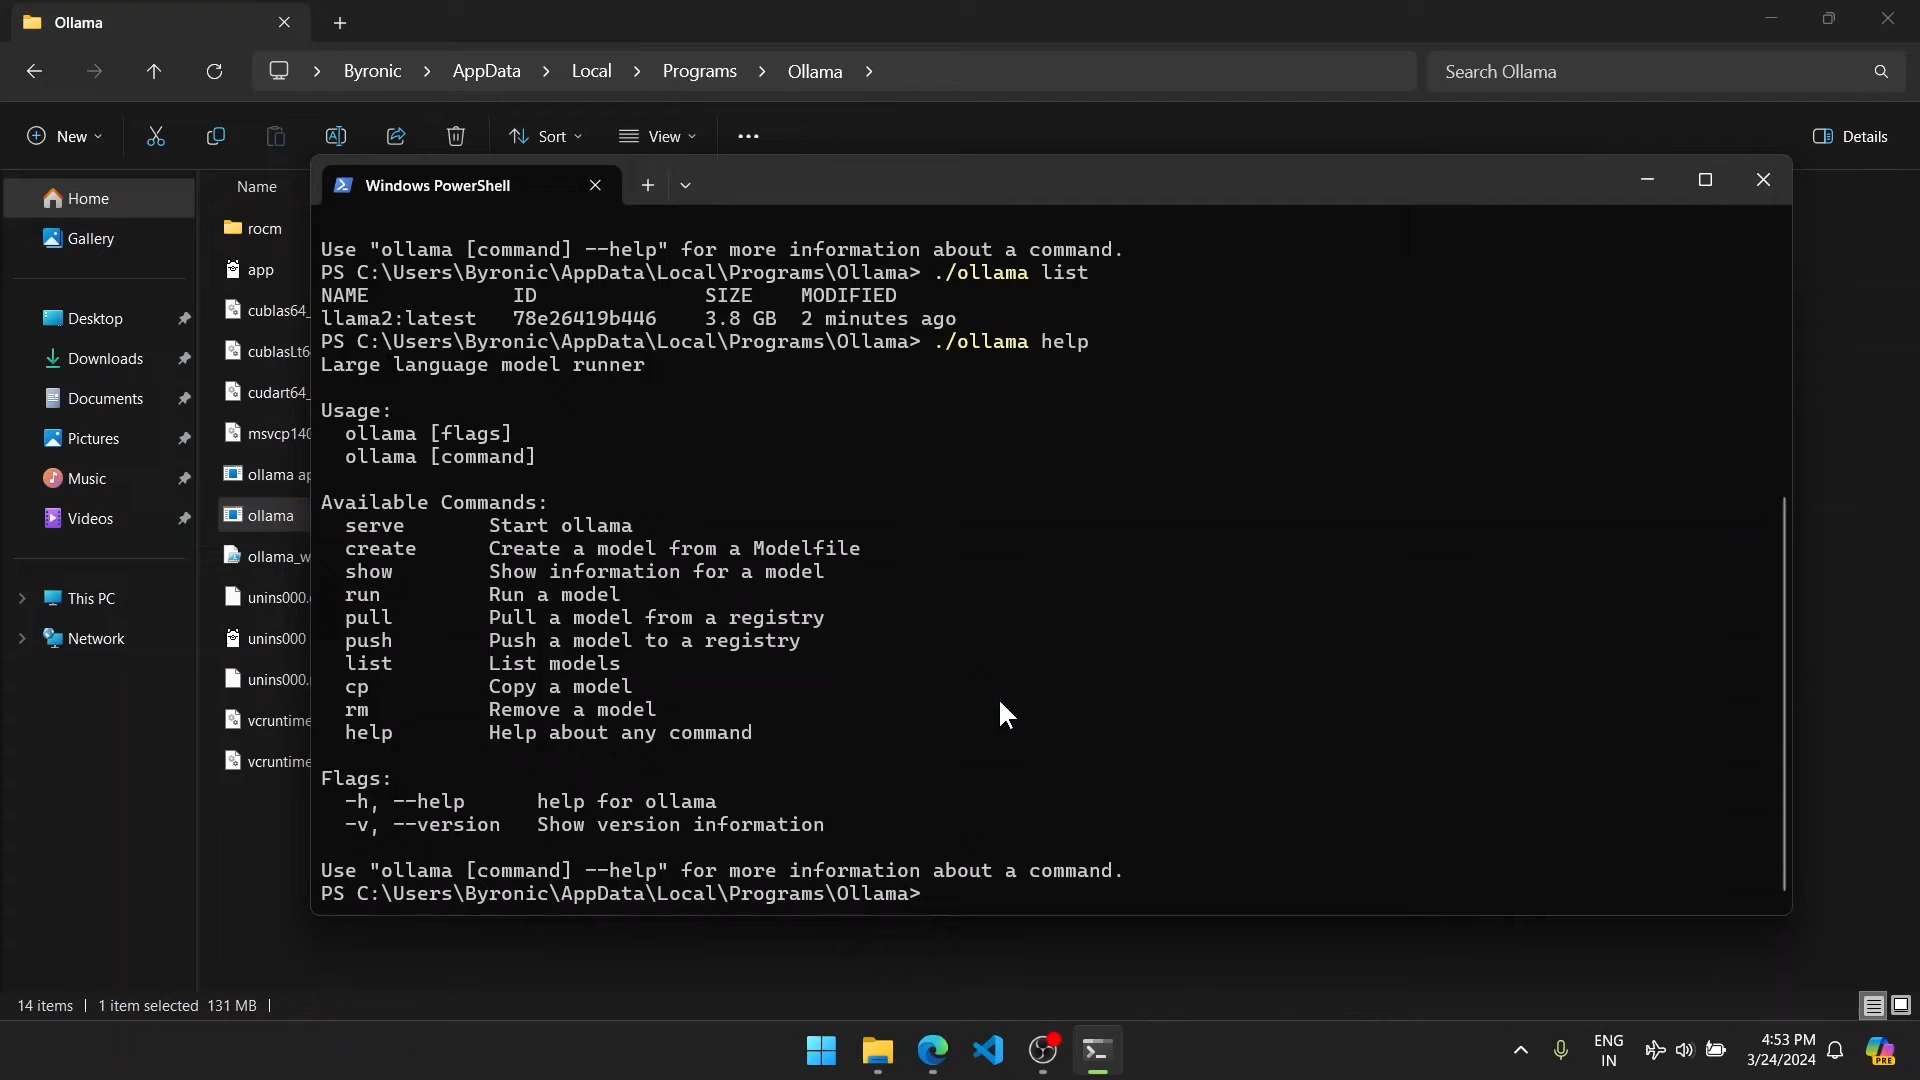 Ollama
Byronic > AppData > Local > Programs > Ollama >
Search Ollama
New
Sort
View
Details
Home
Gallery
Desktop
Downloads
Documents
Pictures
Music
Videos
This PC
Network
Name
rocm
app
cublas64_
cublasLt6
cudart64_
msvcp140
ollama ap
ollama
ollama_w
unins000.
unins000
unins000.
vcruntime
vcruntime
Windows PowerShell
Use "ollama [command] --help" for more information about a command.
PS C:\Users\Byronic\AppData\Local\Programs\Ollama> ./ollama list
NAME ID SIZE MODIFIED
llama2:latest 78e26419b446 3.8 GB 2 minutes ago
PS C:\Users\Byronic\AppData\Local\Programs\Ollama> ./ollama help
Large language model runner
Usage:
ollama [flags]
ollama [command]
Available Commands:
serve Start ollama
create Create a model from a Modelfile
show Show information for a model
run Run a model
pull Pull a model from a registry
push Push a model to a registry
list List models
cp Copy a model
rm Remove a model
help Help about any command
Flags:
-h, --help help for ollama
-v, --version Show version information
Use "ollama [command] --help" for more information about a command.
PS C:\Users\Byronic\AppData\Local\Programs\Ollama>
14 items | 1 item selected 131 MB |
ENG
IN
4:53 PM
3/24/2024
PRE